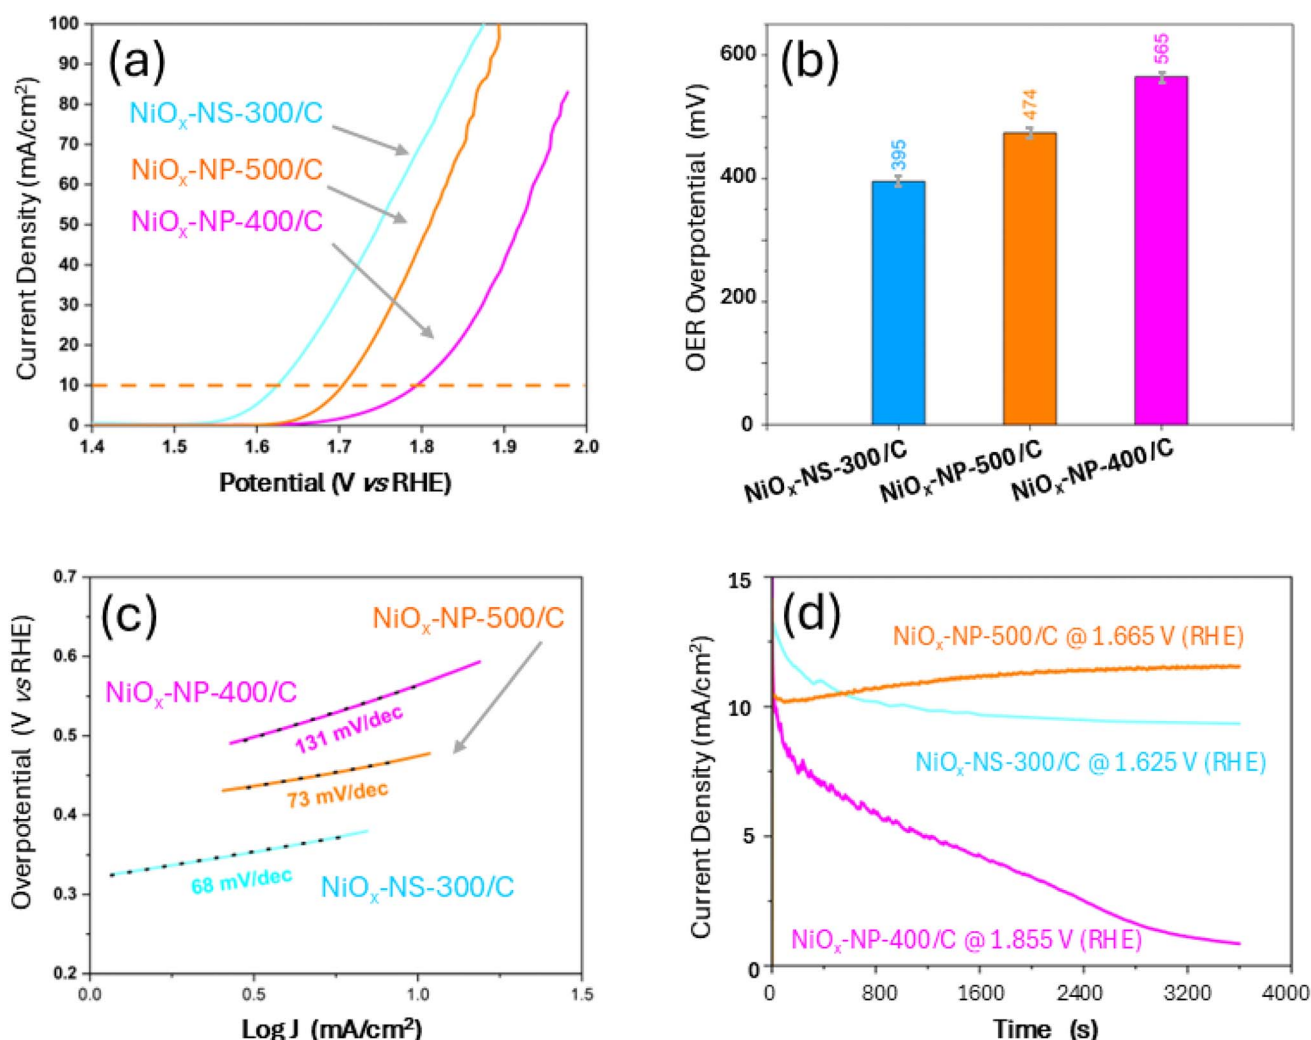 (a)
Current Density (mA/cm²)
100
90
80
70
60
50
40
30
20
10
0
NiOₓ-NS-300/C
NiOₓ-NP-500/C
NiOₓ-NP-400/C
1.4 1.5 1.6 1.7 1.8 1.9 2.0
Potential (V vs RHE)
(b)
OER Overpotential (mV)
600
400
200
0
395
474
565
NiOₓ-NS-300/C
NiOₓ-NP-500/C
NiOₓ-NP-400/C
(c)
Overpotential (V vs RHE)
0.7
0.6
0.5
0.4
0.3
0.2
NiOₓ-NP-500/C
NiOₓ-NP-400/C
131 mV/dec
73 mV/dec
68 mV/dec
NiOₓ-NS-300/C
0.0 0.5 1.0 1.5
Log J (mA/cm²)
(d)
Current Density (mA/cm²)
15
10
5
0
NiOₓ-NP-500/C @ 1.665 V (RHE)
NiOₓ-NS-300/C @ 1.625 V (RHE)
NiOₓ-NP-400/C @ 1.855 V (RHE)
0 800 1600 2400 3200 4000
Time (s)